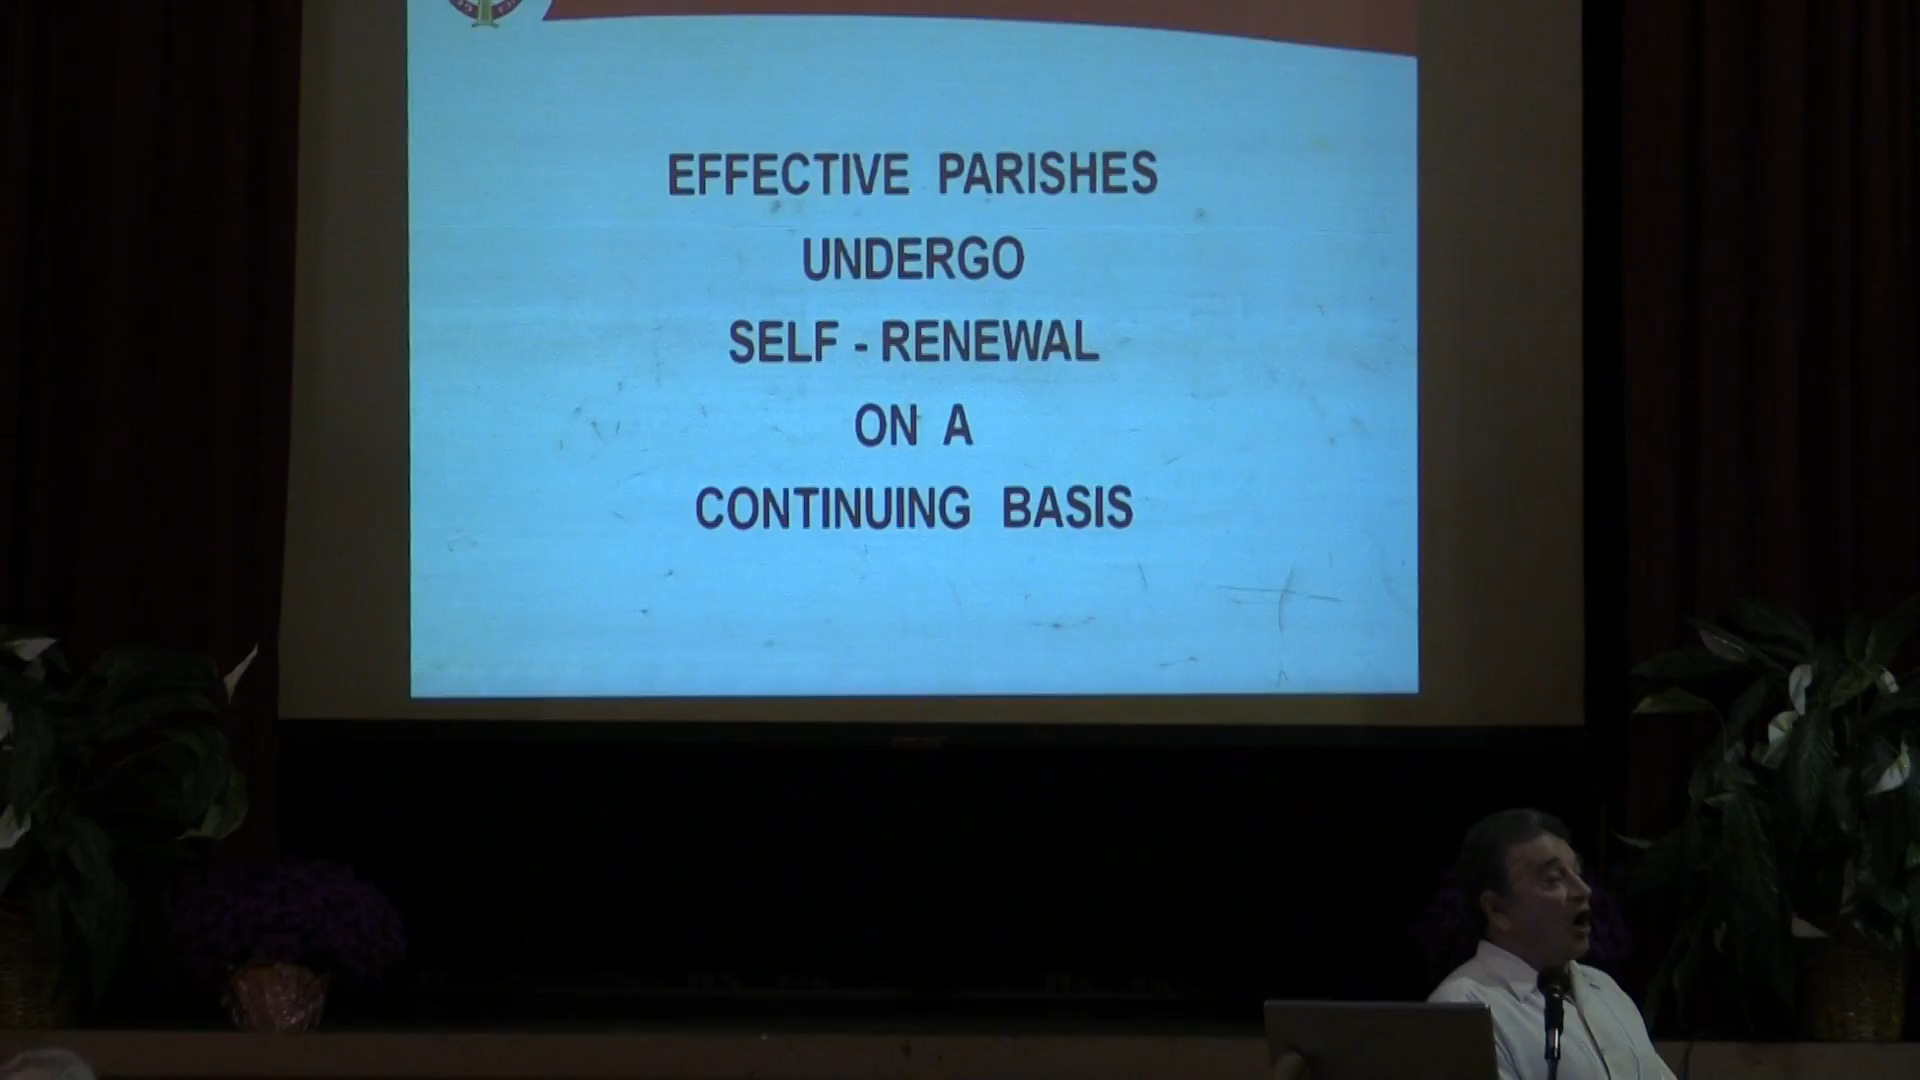 EFFECTIVE PARISHES
UNDERGO
SELF - RENEWAL
ON A
CONTINUING BASIS